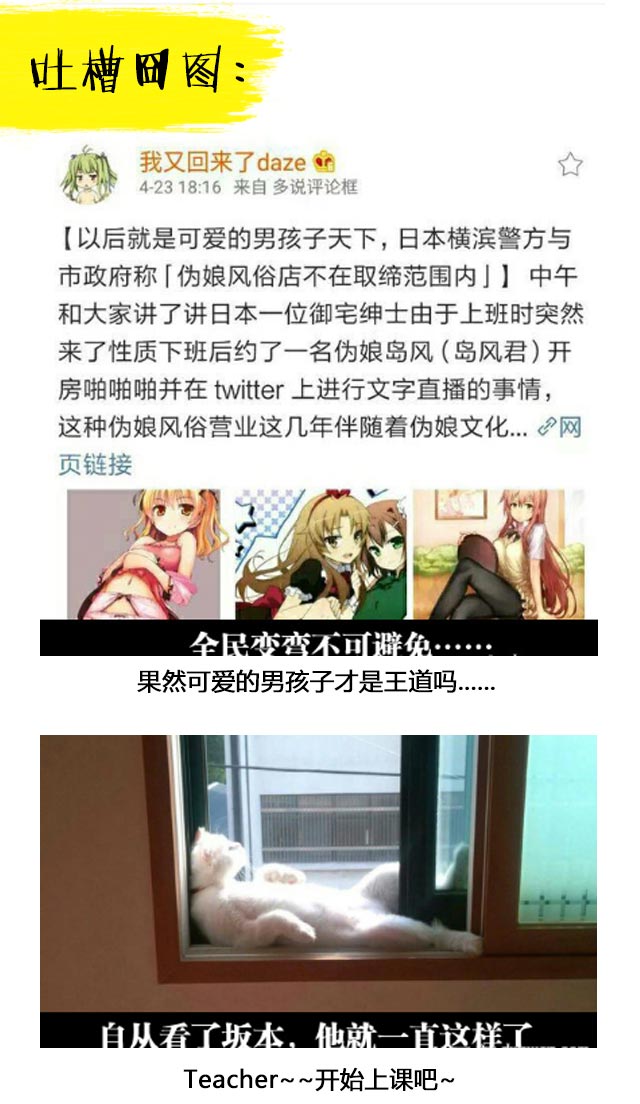 吐槽囧图：
我又回来了daze
4-23 18:16 来自 多说评论框
【以后就是可爱的男孩子天下，日本横滨警方与
市政府称「伪娘风俗店不在取缔范围内」】 中午
和大家讲了讲日本一位御宅绅士由于上班时突然
来了性质下班后约了一名伪娘岛风（岛风君）开
房啪啪啪并在 twitter 上进行文字直播的事情，
这种伪娘风俗营业这几年伴随着伪娘文化... 网
页链接
全民变弯不可避免……
果然可爱的男孩子才是王道吗......
自从看了坂本，他就一直这样了
Teacher~~开始上课吧~